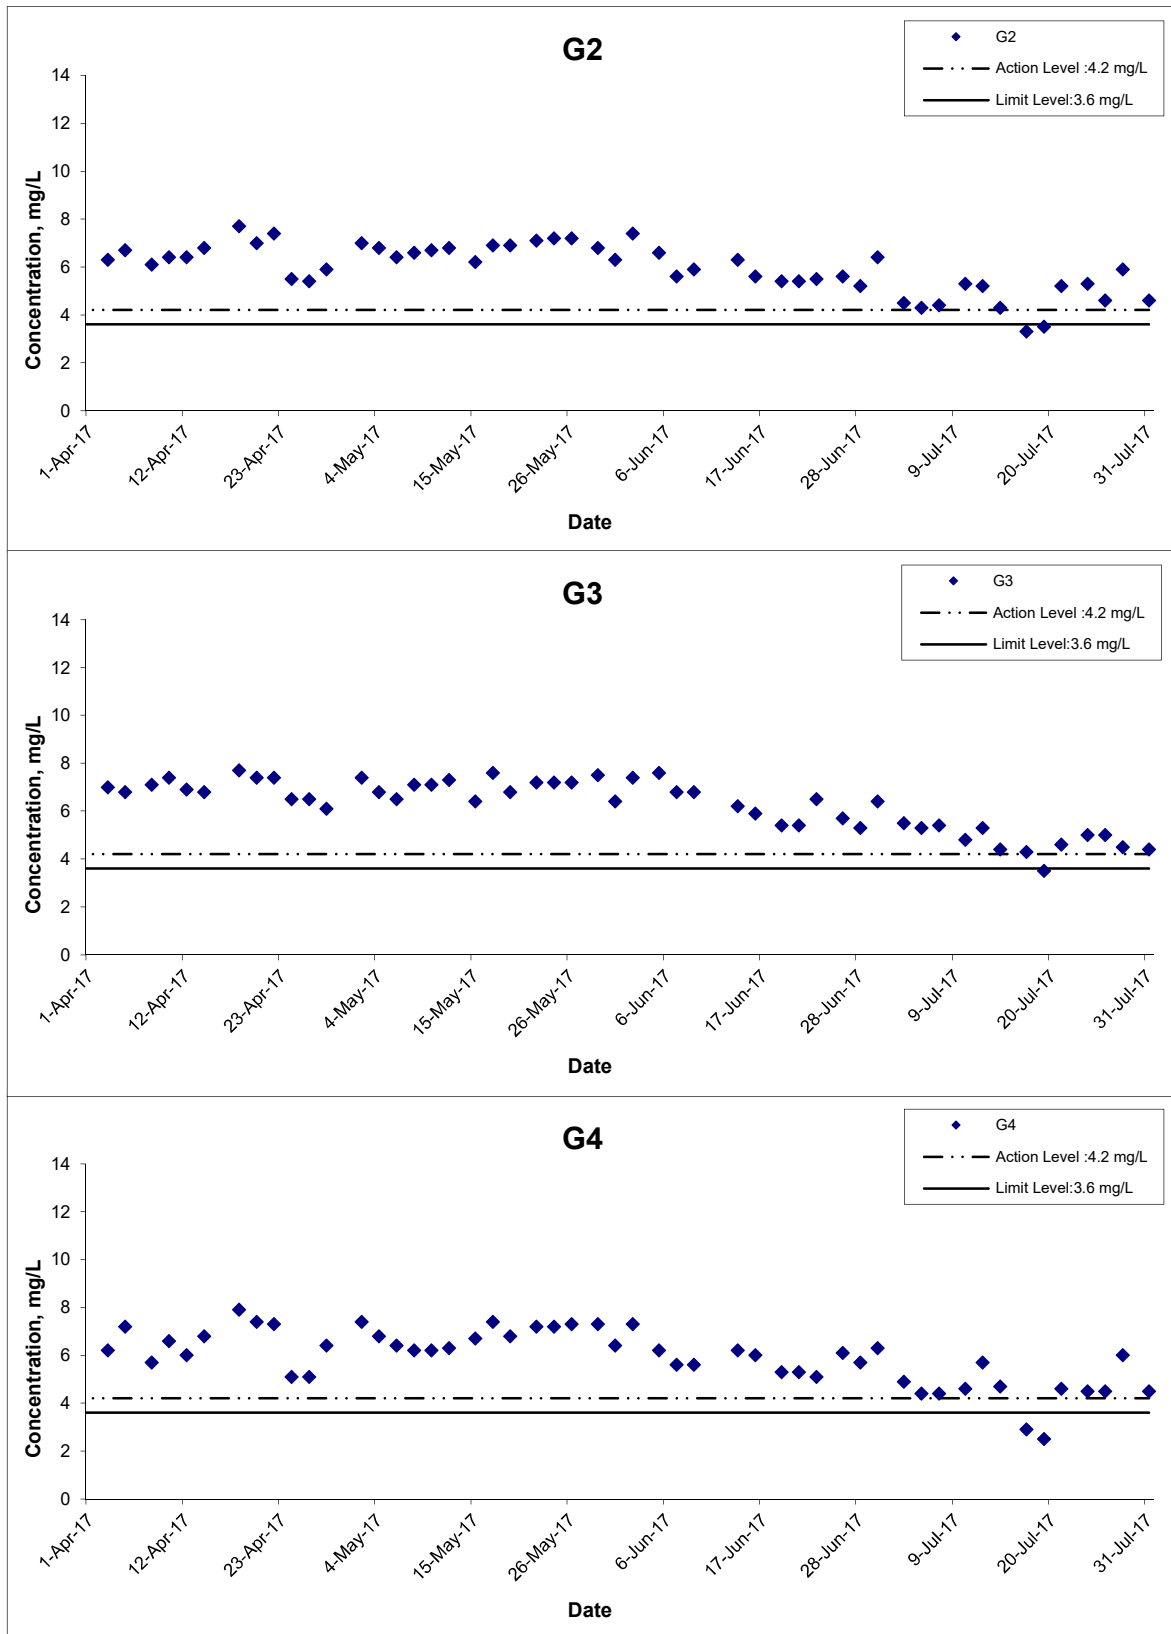 G2
G2
Action Level :4.2 mg/L
Limit Level:3.6 mg/L
Concentration, mg/L
14
12
10
8
6
4
2
0
1-Apr-17
12-Apr-17
23-Apr-17
4-May-17
15-May-17
26-May-17
6-Jun-17
17-Jun-17
28-Jun-17
9-Jul-17
20-Jul-17
31-Jul-17
Date
G3
G3
Action Level :4.2 mg/L
Limit Level:3.6 mg/L
Concentration, mg/L
14
12
10
8
6
4
2
0
1-Apr-17
12-Apr-17
23-Apr-17
4-May-17
15-May-17
26-May-17
6-Jun-17
17-Jun-17
28-Jun-17
9-Jul-17
20-Jul-17
31-Jul-17
Date
G4
G4
Action Level :4.2 mg/L
Limit Level:3.6 mg/L
Concentration, mg/L
14
12
10
8
6
4
2
0
1-Apr-17
12-Apr-17
23-Apr-17
4-May-17
15-May-17
26-May-17
6-Jun-17
17-Jun-17
28-Jun-17
9-Jul-17
20-Jul-17
31-Jul-17
Date